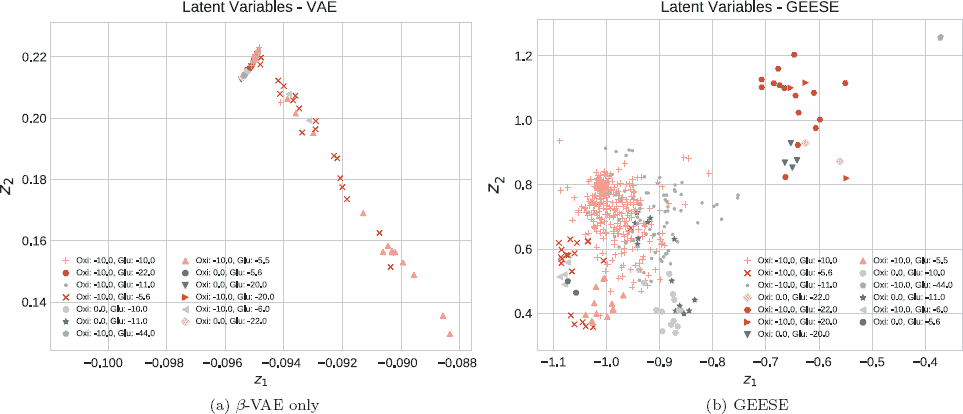 Latent Variables - VAE
z2
0.22
0.20
0.18
0.16
0.14
Oxi: -10.0, Glu: -10.0
Oxi: -10.0, Glu: -22.0
Oxi: -10.0, Glu: -11.0
Oxi: -10.0, Glu: -5.6
Oxi: 0.0, Glu: -10.0
Oxi: 0.0, Glu: -11.0
Oxi: -10.0, Glu: -44.0
Oxi: -10.0, Glu: -5.5
Oxi: 0.0, Glu: -5.6
Oxi: 0.0, Glu: -20.0
Oxi: -10.0, Glu: -20.0
Oxi: -10.0, Glu: -6.0
Oxi: 0.0, Glu: -22.0
−0.100 −0.098 −0.096 −0.094 −0.092 −0.090 −0.088
z1
(a) β-VAE only
Latent Variables - GEESE
z2
1.2
1.0
0.8
0.6
0.4
Oxi: -10.0, Glu: -10.0
Oxi: -10.0, Glu: -5.6
Oxi: -10.0, Glu: -11.0
Oxi: 0.0, Glu: -22.0
Oxi: -10.0, Glu: -22.0
Oxi: -10.0, Glu: -20.0
Oxi: 0.0, Glu: -20.0
Oxi: -10.0, Glu: -5.5
Oxi: 0.0, Glu: -10.0
Oxi: -10.0, Glu: -44.0
Oxi: 0.0, Glu: -11.0
Oxi: -10.0, Glu: -6.0
Oxi: 0.0, Glu: -5.6
−1.1 −1.0 −0.9 −0.8 −0.7 −0.6 −0.5 −0.4
z1
(b) GEESE